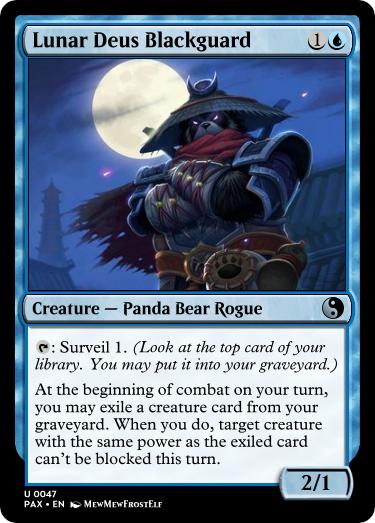 Lunar Deus Blackguard 1
Creature — Panda Bear Rogue
: Surveil 1. (Look at the top card of your
library. You may put it into your graveyard.)
At the beginning of combat on your turn,
you may exile a creature card from your
graveyard. When you do, target creature
with the same power as the exiled card
can't be blocked this turn.
2/1
U 0047
PAX • EN MewMewFrostElf